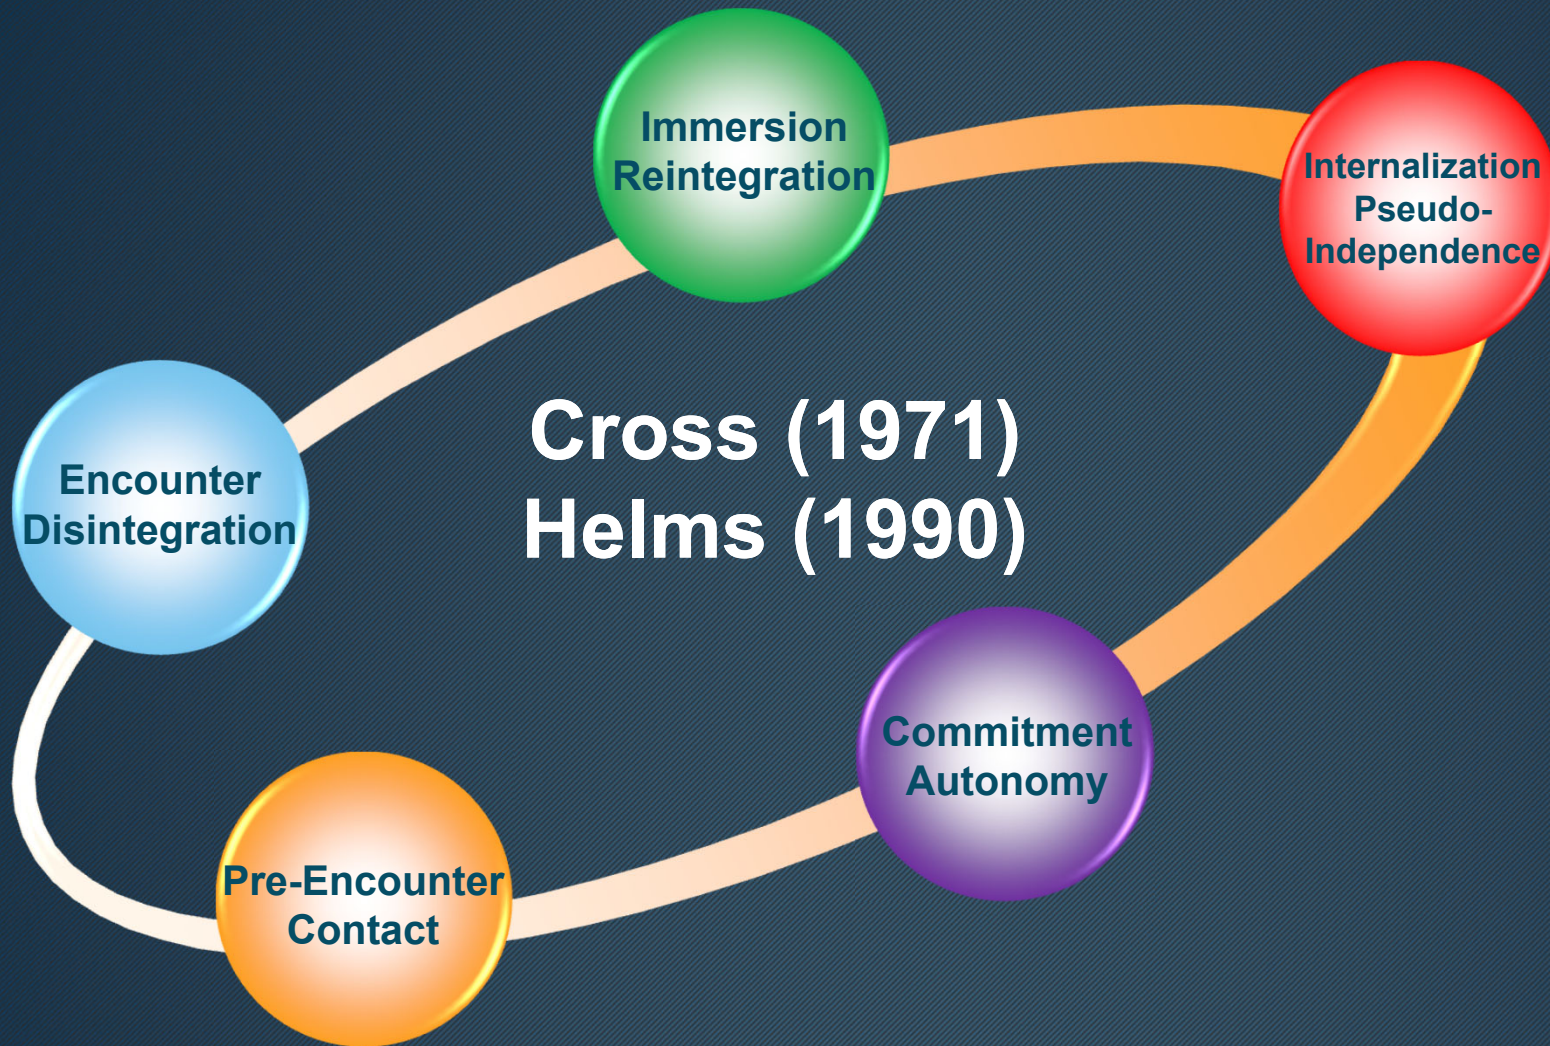 Immersion
Reintegration
Internalization
Pseudo-
Independence
Cross (1971)
Helms (1990)
Encounter
Disintegration
Commitment
Autonomy
Pre-Encounter
Contact